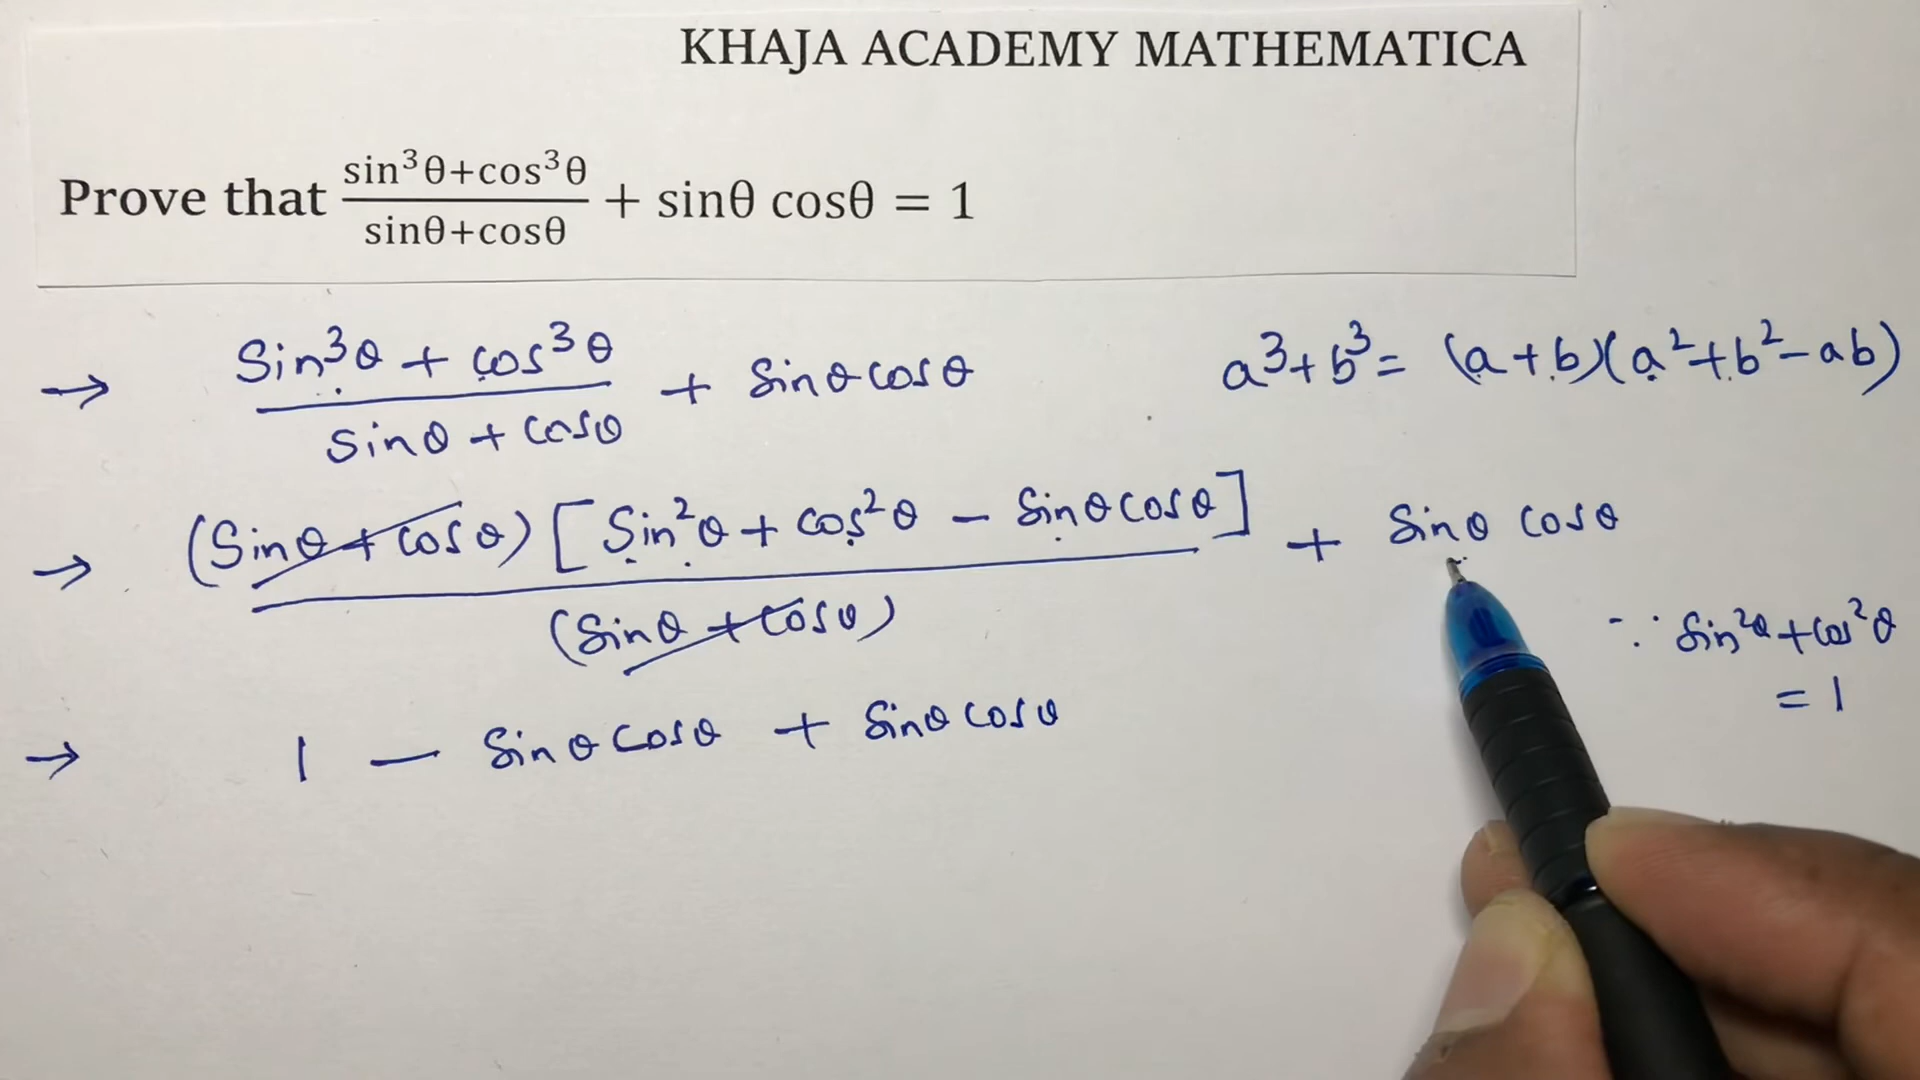 KHAJA ACADEMY MATHEMATICA
Prove that (sin³θ+cos³θ)/(sinθ+cosθ) + sinθ cosθ = 1
→ (Sin³θ + cos³θ)/(sinθ + cosθ) + Sinθ cosθ
a³+b³= (a+b)(a²+b²-ab)
→ (Sinθ+cosθ)[Sin²θ + cos²θ - Sinθ cosθ]/(Sinθ+cosθ) + Sinθ cosθ
∵ Sin²θ+cos²θ
= 1
→ 1 - Sinθ cosθ + Sinθ cosθ